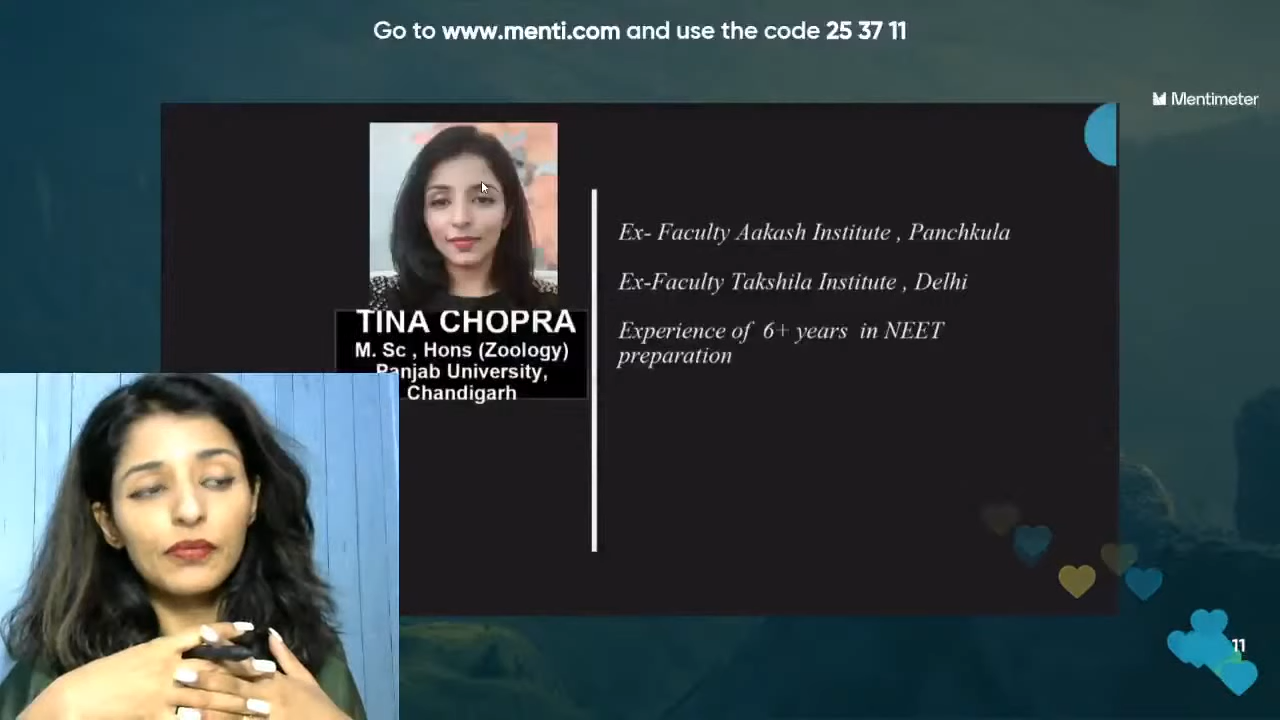 Go to www.menti.com and use the code 25 37 11
Mentimeter
TINA CHOPRA
M. Sc , Hons (Zoology)
Panjab University,
Chandigarh
Ex- Faculty Aakash Institute , Panchkula
Ex-Faculty Takshila Institute , Delhi
Experience of 6+ years in NEET
preparation
11